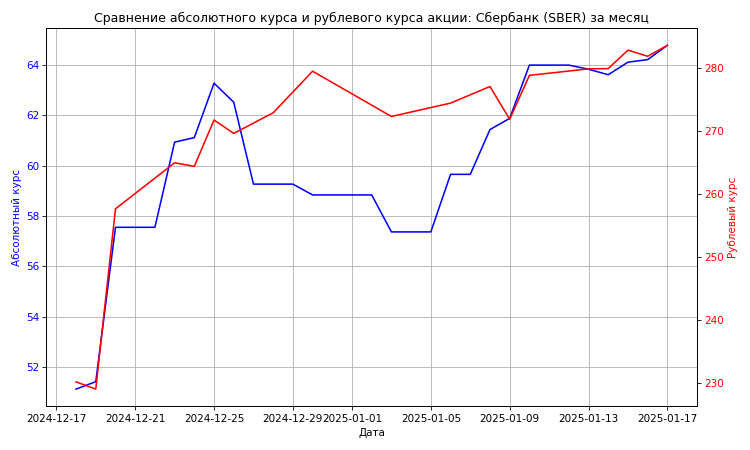 Сравнение абсолютного курса и рублевого курса акции: Сбербанк (SBER) за месяц
Абсолютный курс
64
62
60
58
56
54
52
280
270
260
250
240
230
Рублевый курс
2024-12-17 2024-12-21 2024-12-25 2024-12-29 2025-01-01 2025-01-05 2025-01-09 2025-01-13 2025-01-17
Дата